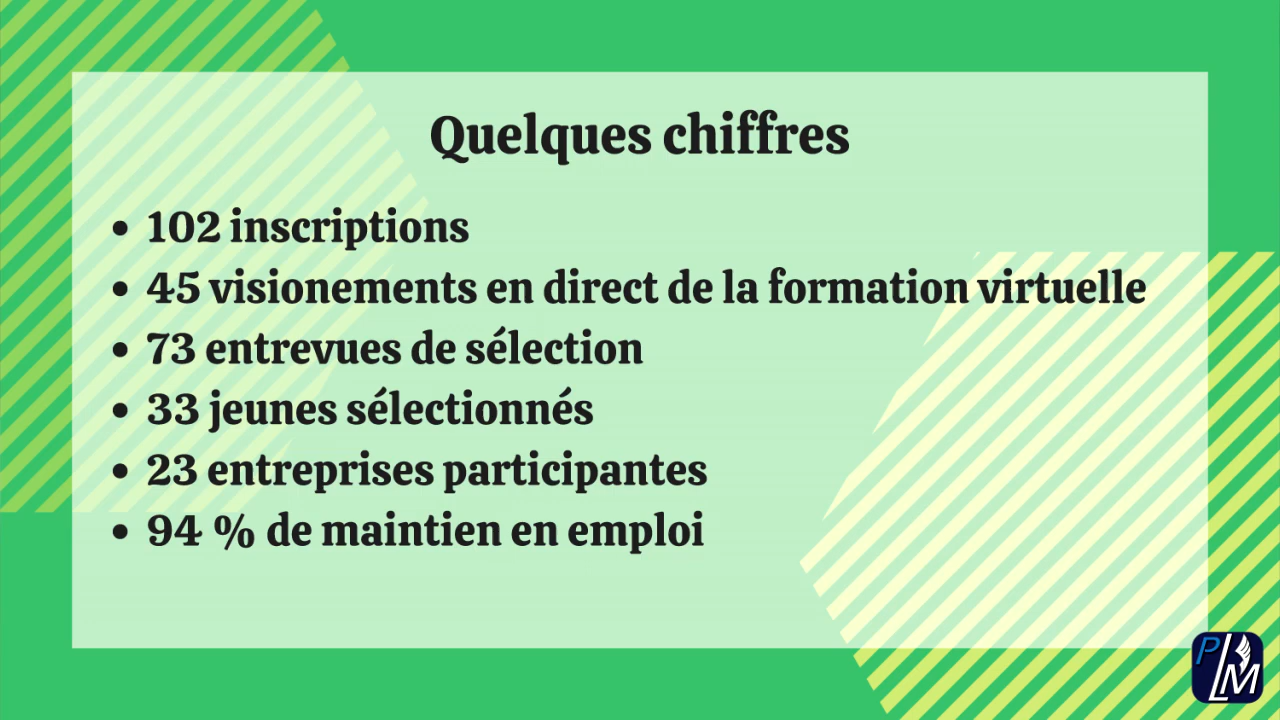 Quelques chiffres
• 102 inscriptions
• 45 visionements en direct de la formation virtuelle
• 73 entrevues de sélection
• 33 jeunes sélectionnés
• 23 entreprises participantes
• 94 % de maintien en emploi
PLM